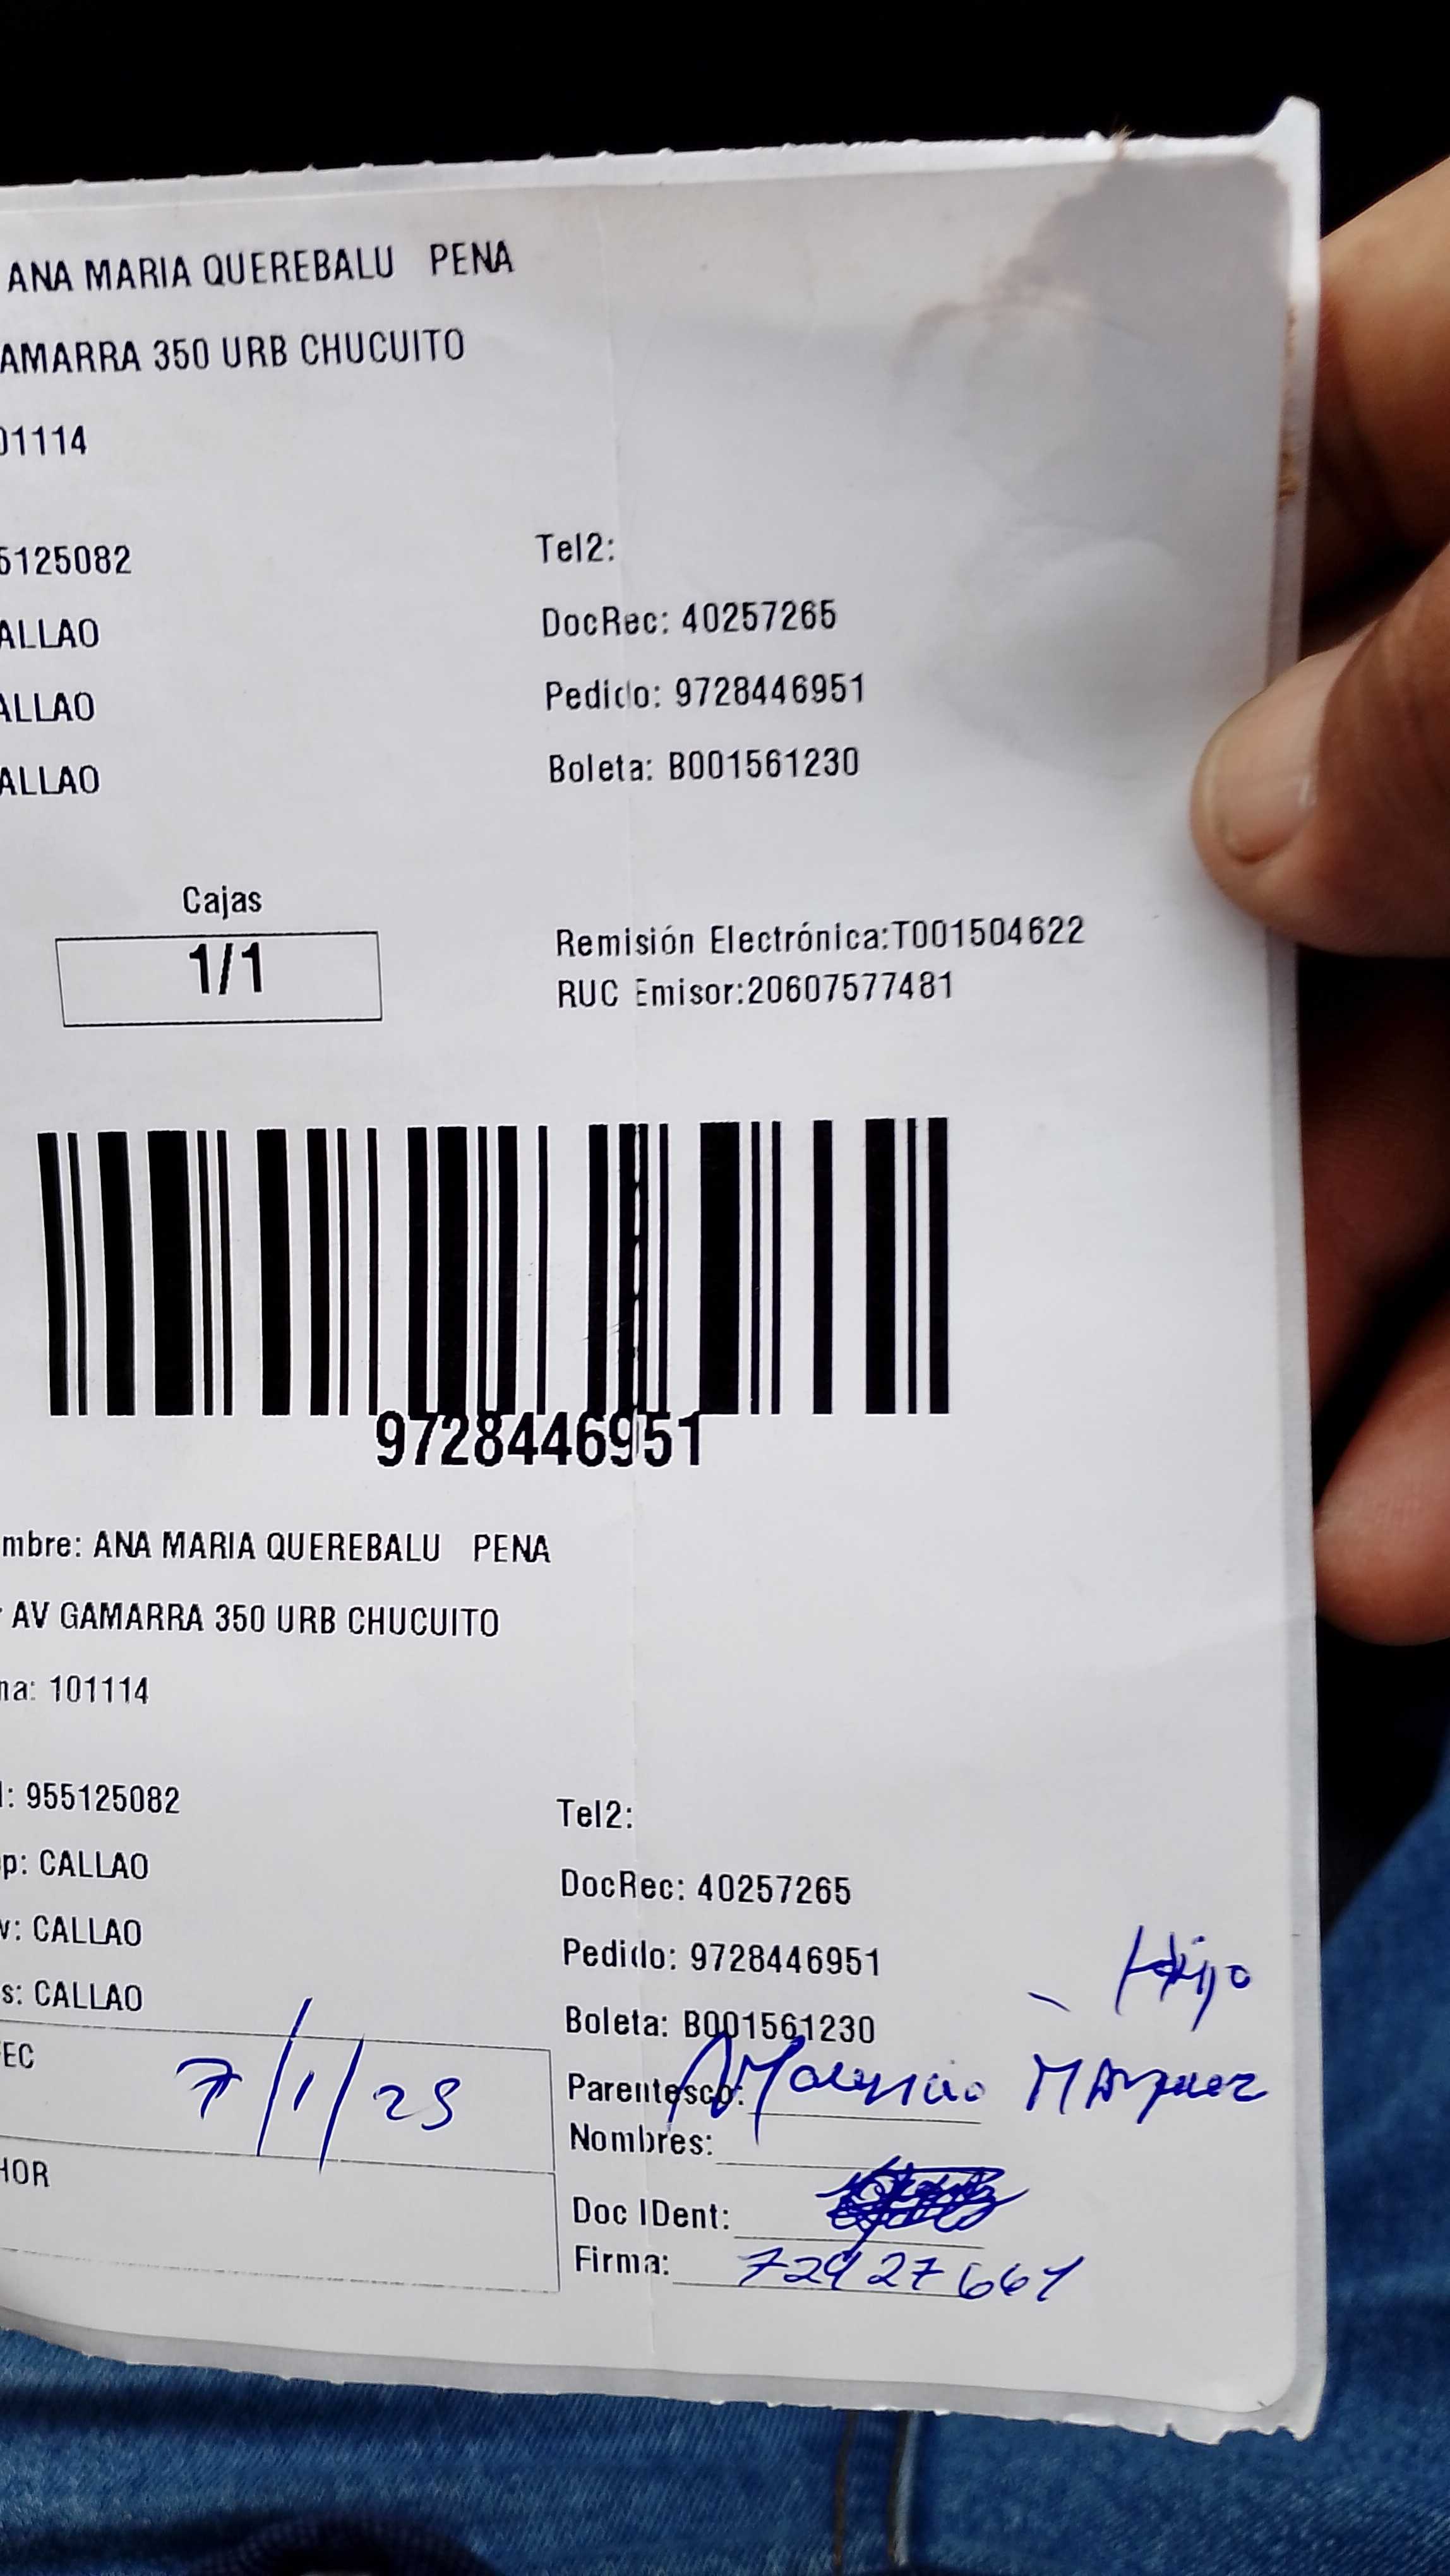 ANA MARIA QUEREBALU PENA
AMARRA 350 URB CHUCUITO
01114
5125082
Tel2:
ALLAO
DocRec: 40257265
ALLAO
Pedido: 9728446951
ALLAO
Boleta: B001561230
Cajas
1/1
Remisión Electrónica:T001504622
RUC Emisor:20607577481
9728446951
mbre: ANA MARIA QUEREBALU PENA
AV GAMARRA 350 URB CHUCUITO
na: 101114
: 955125082
Tel2:
p: CALLAO
DocRec: 40257265
v: CALLAO
Pedido: 9728446951
Hijo
s: CALLAO
Boleta: B001561230
EC
7/1/25
Parentesco: Márquez
Nombres:
HOR
Doc IDent:
Firma: 72927661